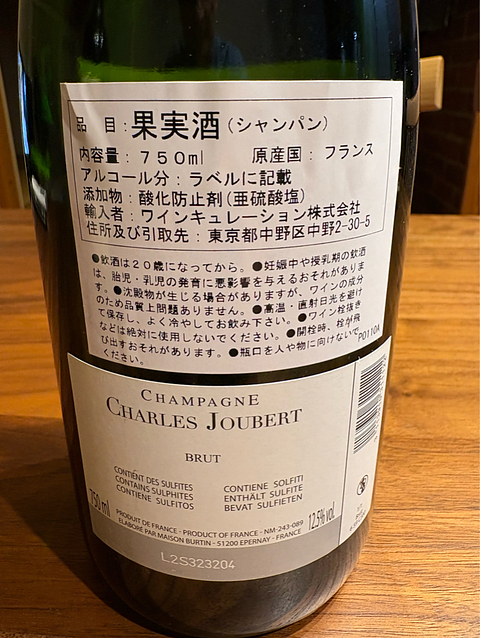 品　目：果実酒（シャンパン）
内容量：７５０ml　原産国：フランス
アルコール分：ラベルに記載
添加物：酸化防止剤（亜硫酸塩）
輸入者：ワインキュレーション株式会社
住所及び引取先：東京都中野区中野2-30-5
●飲酒は２０歳になってから。●妊娠中や授乳期の飲酒
は、胎児・乳児の発育に悪影響を与えるおそれがありま
す。●沈殿物が生じる場合がありますが、ワインの成分
のため品質上問題ありません。●高温・直射日光を避け
て保存し、よく冷やしてお飲み下さい。●ワイン栓抜き
などは絶対に使用しないでください。●開栓時、栓が飛
び出すおそれがあります。●瓶口を人や物に向けないで
ください。
P0110A
CHAMPAGNE
CHARLES JOUBERT
BRUT
CONTIENT DES SULFITES
CONTAINS SULPHITES
CONTIENE SULFITOS
CONTIENE SOLFITI
ENTHÄLT SULFITE
BEVAT SULFIETEN
750 ml
12.5% vol.
PRODUIT DE FRANCE - PRODUCT OF FRANCE - NM-243-089
ÉLABORÉ PAR MAISON BURTIN - 51200 EPERNAY - FRANCE
L2S323204